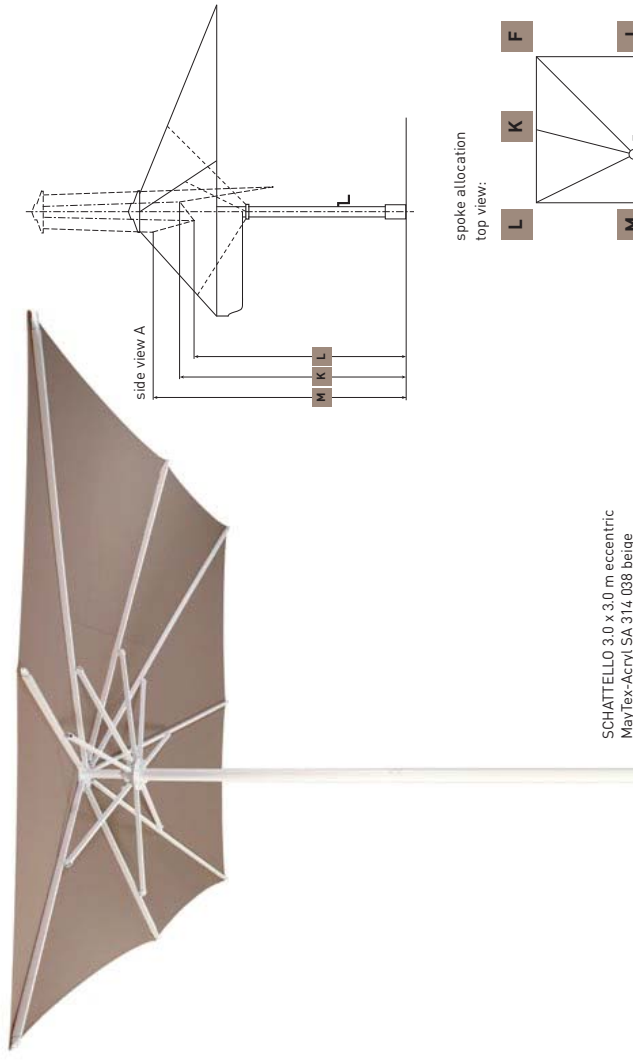 side view A
M
K
L
spoke allocation
top view:
L
K
F
M
SCHATTELLO 3.0 x 3.0 m eccentric
MayTex-Acryl SA 314 038 beige